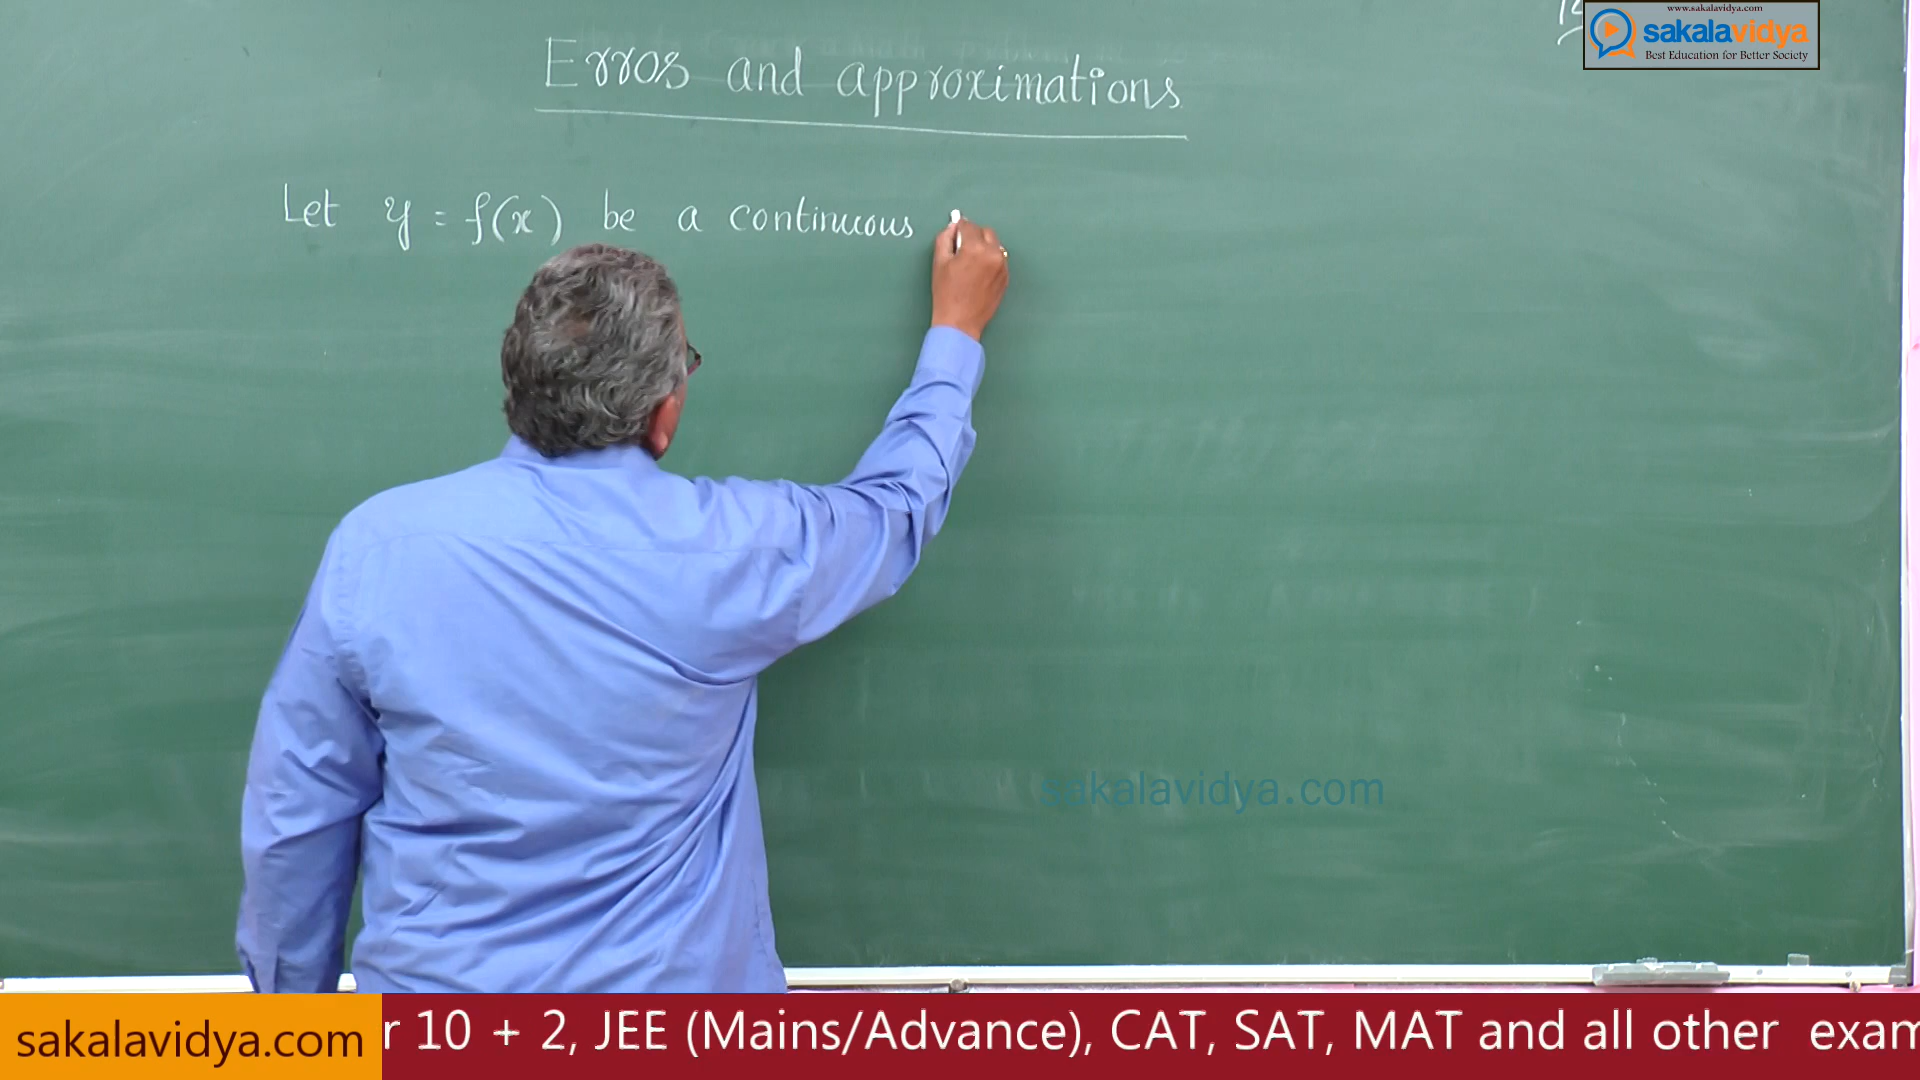 www.sakalavidya.com
sakalavidya
Best Education for Better Society
Erros and approximations
Let y = f(x) be a continuous
sakalavidya.com
sakalavidya.com
r 10 + 2, JEE (Mains/Advance), CAT, SAT, MAT and all other exam